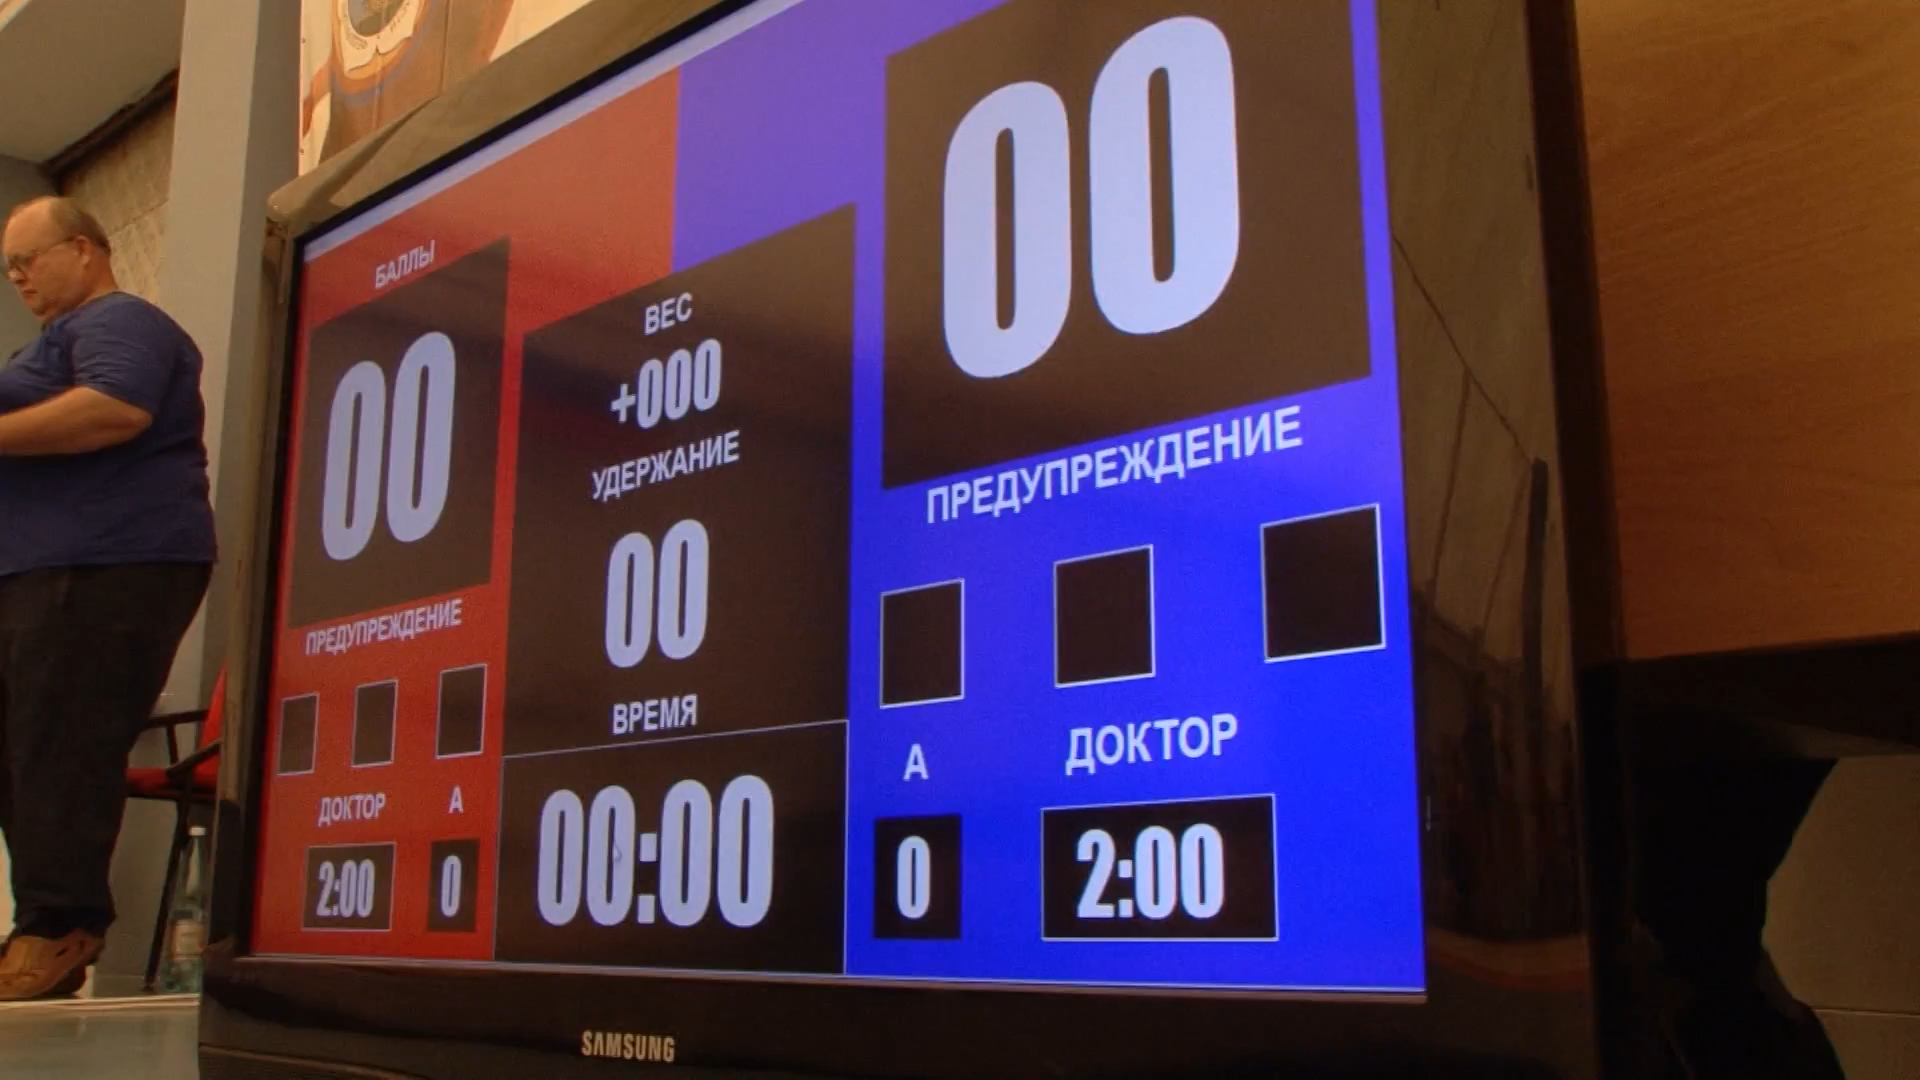 БАЛЛЫ
00
ПРЕДУПРЕЖДЕНИЕ
ДОКТОР
А
2:00
0
ВЕС
+000
УДЕРЖАНИЕ
00
ВРЕМЯ
00:00
00
ПРЕДУПРЕЖДЕНИЕ
А
ДОКТОР
0
2:00
SAMSUNG